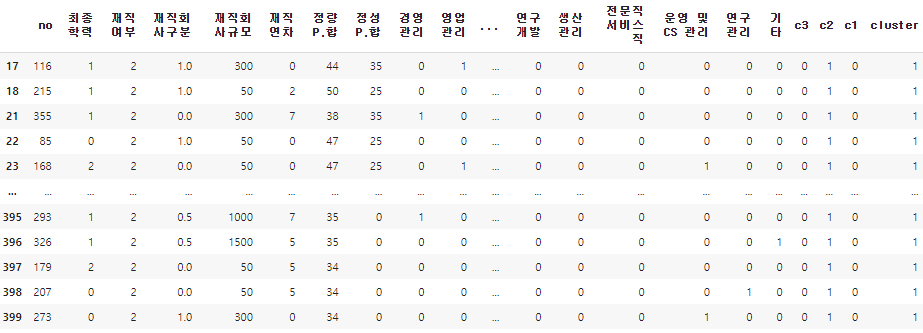 no 최종학력 재직여부 재직회사구분 재직회사규모 재직연차 정량P.합 정성P.합 경영관리 영업관리 ... 연구개발 생산관리 전문직서비스직 운영 및 CS 관리 연구관리 기타 c3 c2 c1 cluster
17 116 1 2 1.0 300 0 44 35 0 1 ... 0 0 0 0 0 0 0 1 0 1
18 215 1 2 1.0 50 2 50 25 0 0 ... 0 0 0 0 0 0 0 1 0 1
21 355 1 2 0.0 300 7 38 35 1 0 ... 0 0 0 0 0 0 0 1 0 1
22 85 0 2 1.0 50 0 47 25 0 0 ... 0 0 0 0 0 0 0 1 0 1
23 168 2 2 0.0 50 0 47 25 0 1 ... 0 0 0 1 0 0 0 1 0 1
... ... ... ... ... ... ... ... ... ... ... ... ... ... ... ... ... ... ... ... ... ...
395 293 1 2 0.5 1000 7 35 0 1 0 ... 0 0 0 0 0 0 0 1 0 1
396 326 1 2 0.5 1500 5 35 0 0 0 ... 0 0 0 0 0 1 0 1 0 1
397 179 2 2 0.0 50 5 34 0 0 0 ... 0 0 0 0 0 0 0 1 0 1
398 207 0 2 0.0 50 5 34 0 0 0 ... 0 0 0 0 1 0 0 1 0 1
399 273 0 2 1.0 300 0 34 0 0 0 ... 0 0 0 1 0 0 0 1 0 1